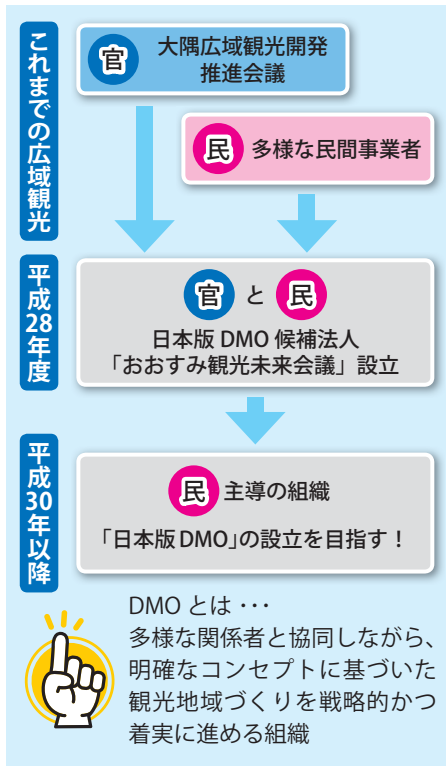 これまでの広域観光
官 大隅広域観光開発
推進会議
民 多様な民間事業者
平成28年度
官 と 民
日本版 DMO 候補法人
「おおすみ観光未来会議」設立
平成30年以降
民 主導の組織
「日本版DMO」の設立を目指す！
DMO とは・・・
多様な関係者と協同しながら、
明確なコンセプトに基づいた
観光地域づくりを戦略的かつ
着実に進める組織